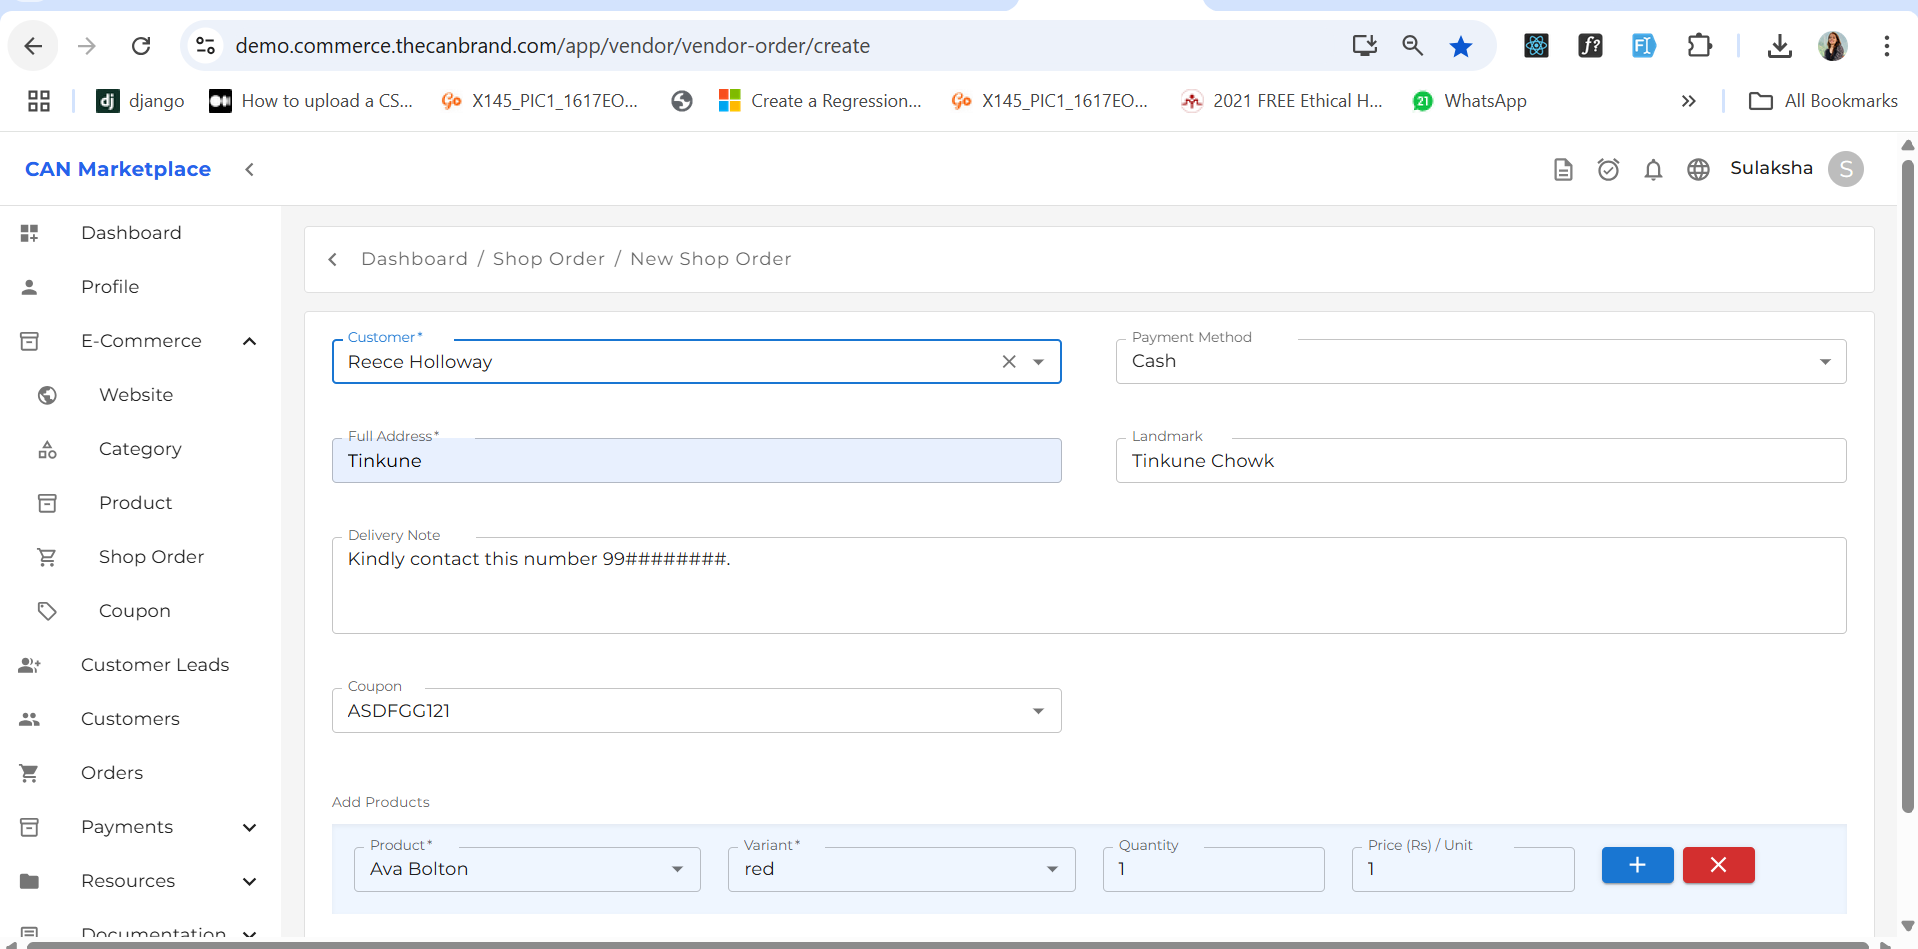 demo.commerce.thecanbrand.com/app/vendor/vendor-order/create
django
How to upload a CS...
X145_PIC1_1617EO...
Create a Regression...
X145_PIC1_1617EO...
2021 FREE Ethical H...
21
WhatsApp
All Bookmarks
CAN Marketplace
Sulaksha
S
Dashboard
Profile
E-Commerce
Website
Category
Product
Shop Order
Coupon
Customer Leads
Customers
Orders
Payments
Resources
Documentation
Dashboard / Shop Order / New Shop Order
Customer*
Reece Holloway
Payment Method
Cash
Full Address*
Tinkune
Landmark
Tinkune Chowk
Delivery Note
Kindly contact this number 99########.
Coupon
ASDFGG121
Add Products
Product*
Ava Bolton
Variant*
red
Quantity
1
Price (Rs) / Unit
1